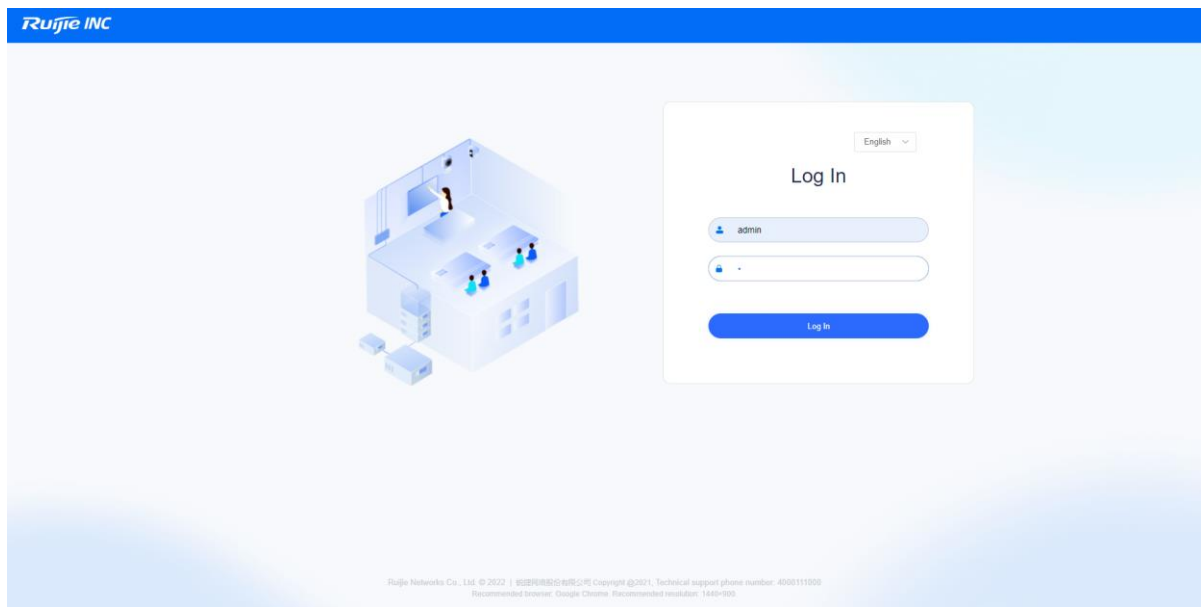 Ruijie INC
English
Log In
admin
Log In
Ruijie Networks Co., Ltd. © 2022 | 锐捷网络股份有限公司 Copyright @2021, Technical support phone number: 4000111000
Recommended browser: Google Chrome. Recommended resolution: 1440*900